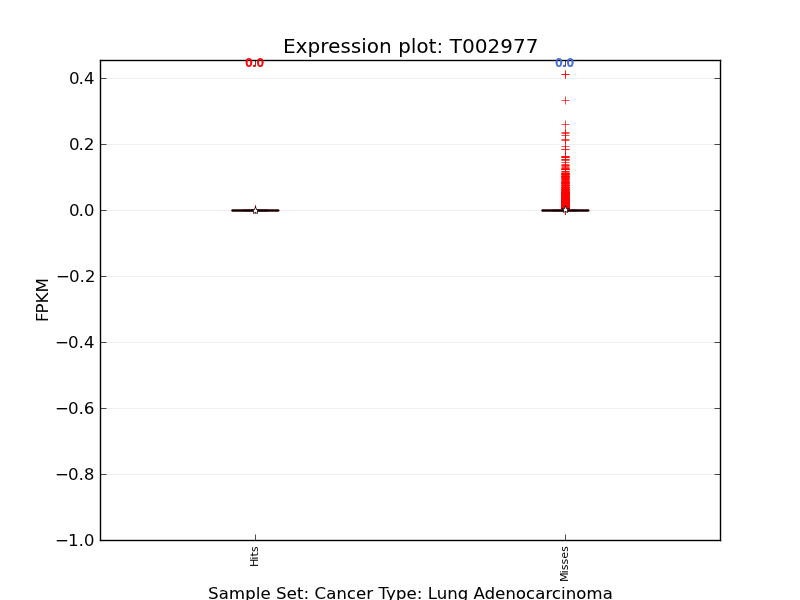 Expression plot: T002977
0.0 0.0
0.4
0.2
0.0
−0.2
−0.4
−0.6
−0.8
−1.0
FPKM
Hits Misses
Sample Set: Cancer Type: Lung Adenocarcinoma